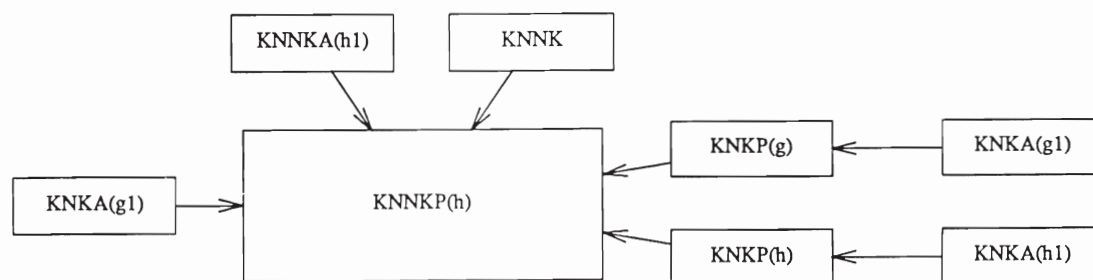 KNNKA(h1)
KNNK
KNKP(g)
KNKA(g1)
KNKA(g1)
KNNKP(h)
KNKP(h)
KNKA(h1)